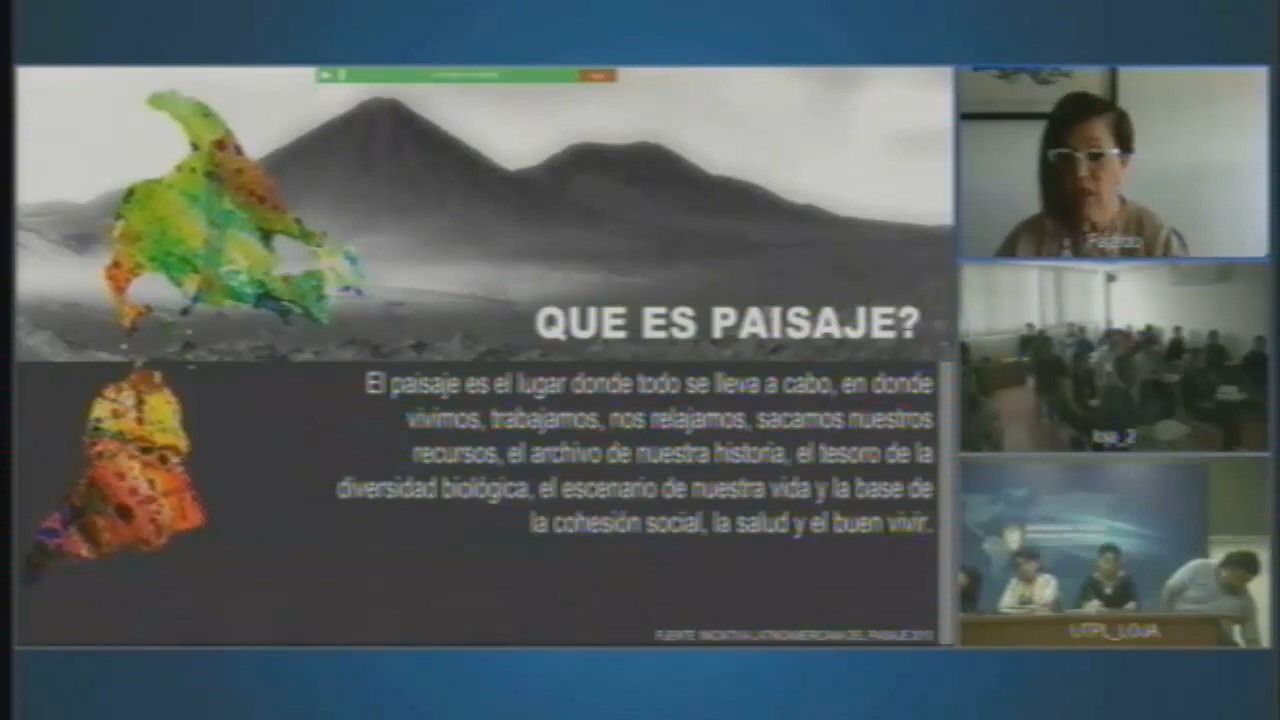 QUE ES PAISAJE?
El paisaje es el lugar donde todo se lleva a cabo, en donde
vivimos, trabajamos, nos relajamos, sacamos nuestros
recursos, el archivo de nuestra historia, el tesoro de la
diversidad biológica, el escenario de nuestra vida y la base de
la cohesión social, la salud y el buen vivir.
Fajardo
loja_2
UTPL_LOJA